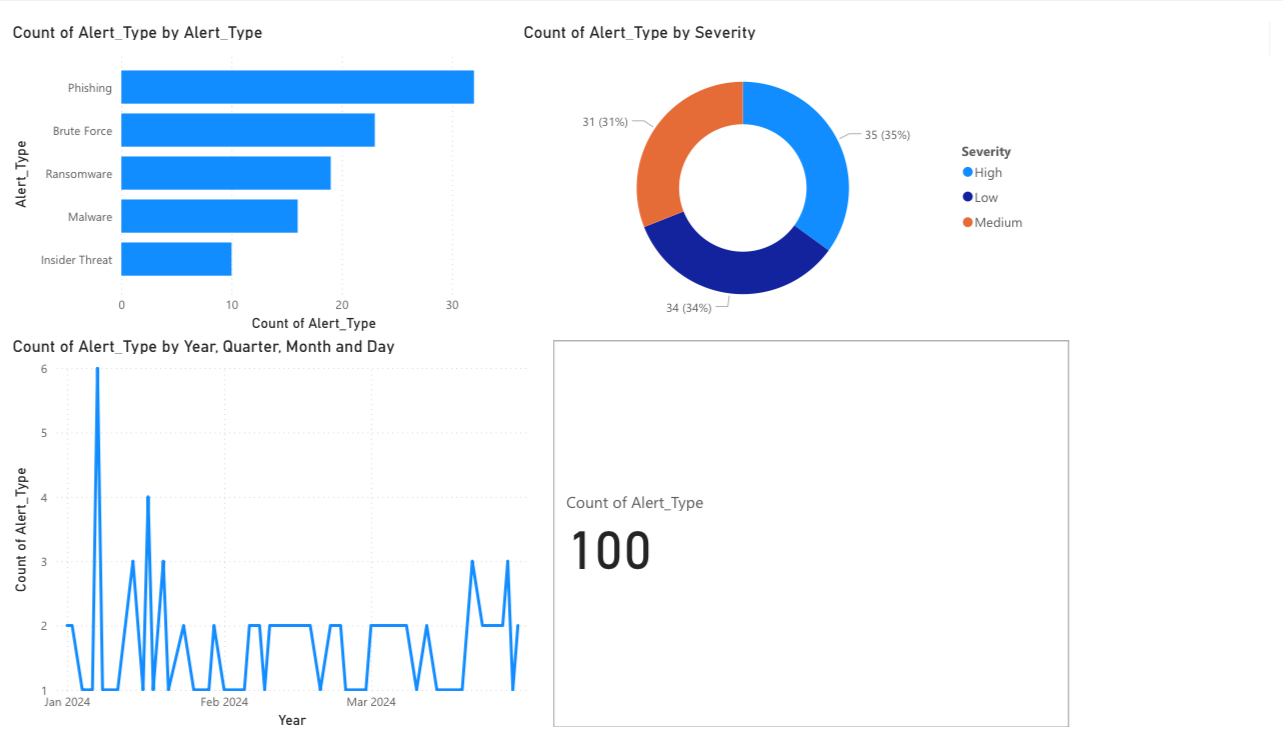 Count of Alert_Type by Alert_Type
Alert_Type
Phishing
Brute Force
Ransomware
Malware
Insider Threat
0 10 20 30
Count of Alert_Type
Count of Alert_Type by Severity
31 (31%)
35 (35%)
34 (34%)
Severity
High
Low
Medium
Count of Alert_Type by Year, Quarter, Month and Day
Count of Alert_Type
6
5
4
3
2
1
Jan 2024 Feb 2024 Mar 2024
Year
Count of Alert_Type
100